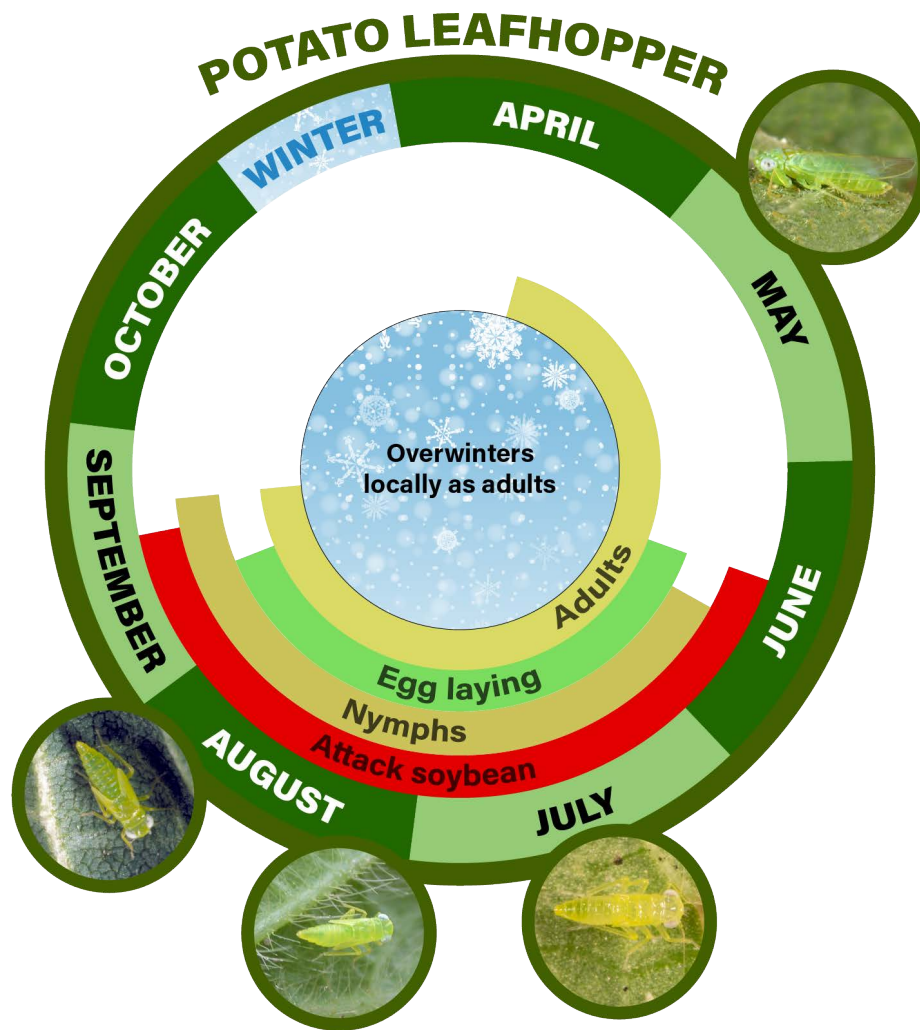 POTATO LEAFHOPPER
WINTER
APRIL
MAY
JUNE
JULY
AUGUST
SEPTEMBER
OCTOBER
Overwinters
locally as adults
Adults
Egg laying
Nymphs
Attack soybean